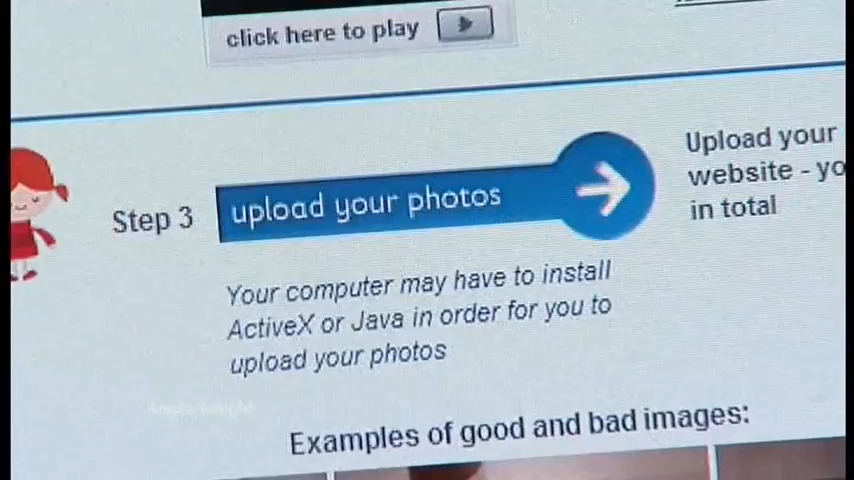 click here to play
Step 3
upload your photos
Upload your
website - yo
in total
Your computer may have to install
ActiveX or Java in order for you to
upload your photos
Examples of good and bad images: